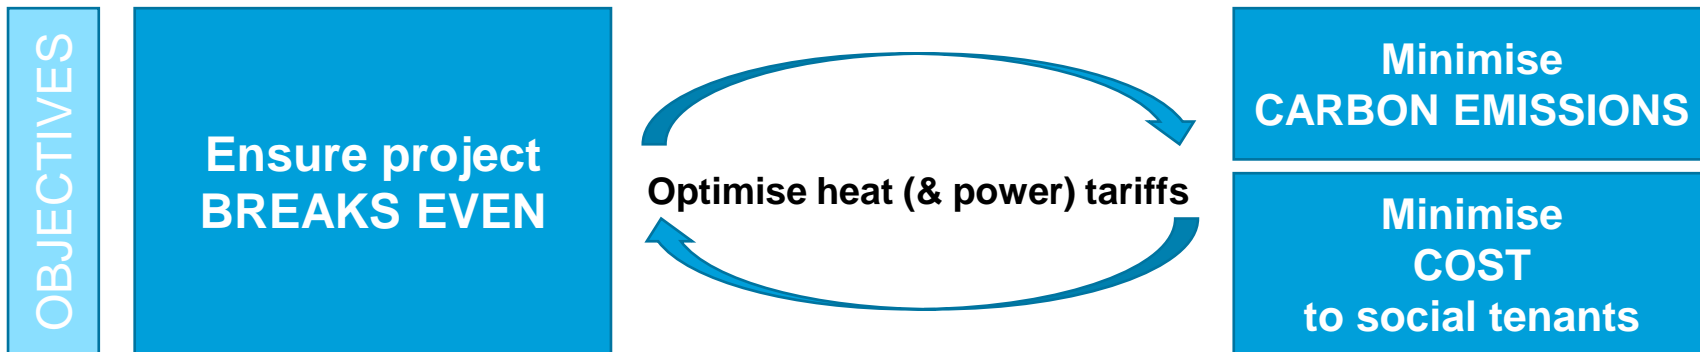 OBJECTIVES
Ensure project
BREAKS EVEN
Optimise heat (& power) tariffs
Minimise
CARBON EMISSIONS
Minimise
COST
to social tenants